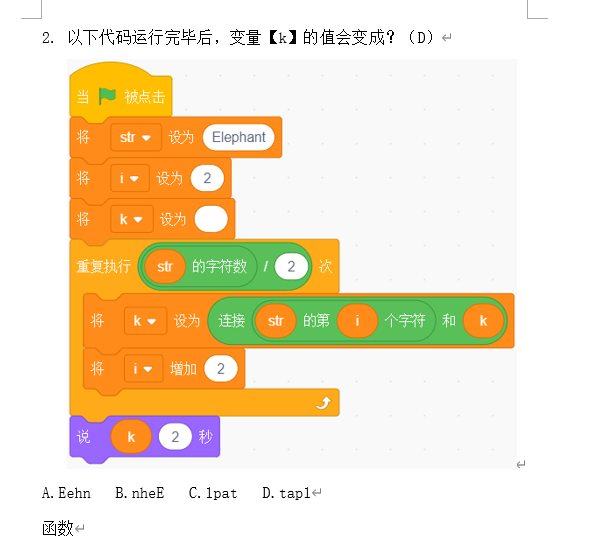 2. 以下代码运行完毕后，变量【k】的值会变成？（D）
当 被点击
将 str 设为 Elephant
将 i 设为 2
将 k 设为
重复执行 str 的字符数 / 2 次
将 k 设为 连接 str 的第 i 个字符 和 k
将 i 增加 2
说 k 2 秒
A.Eehn B.nheE C.lpat D.tapl
函数